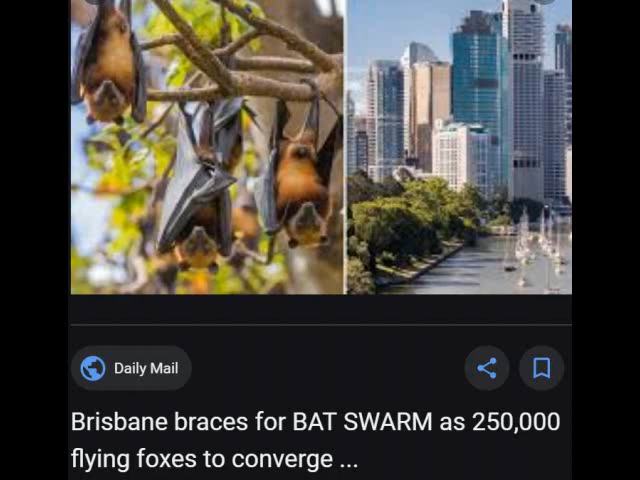 Daily Mail
Brisbane braces for BAT SWARM as 250,000
flying foxes to converge ...